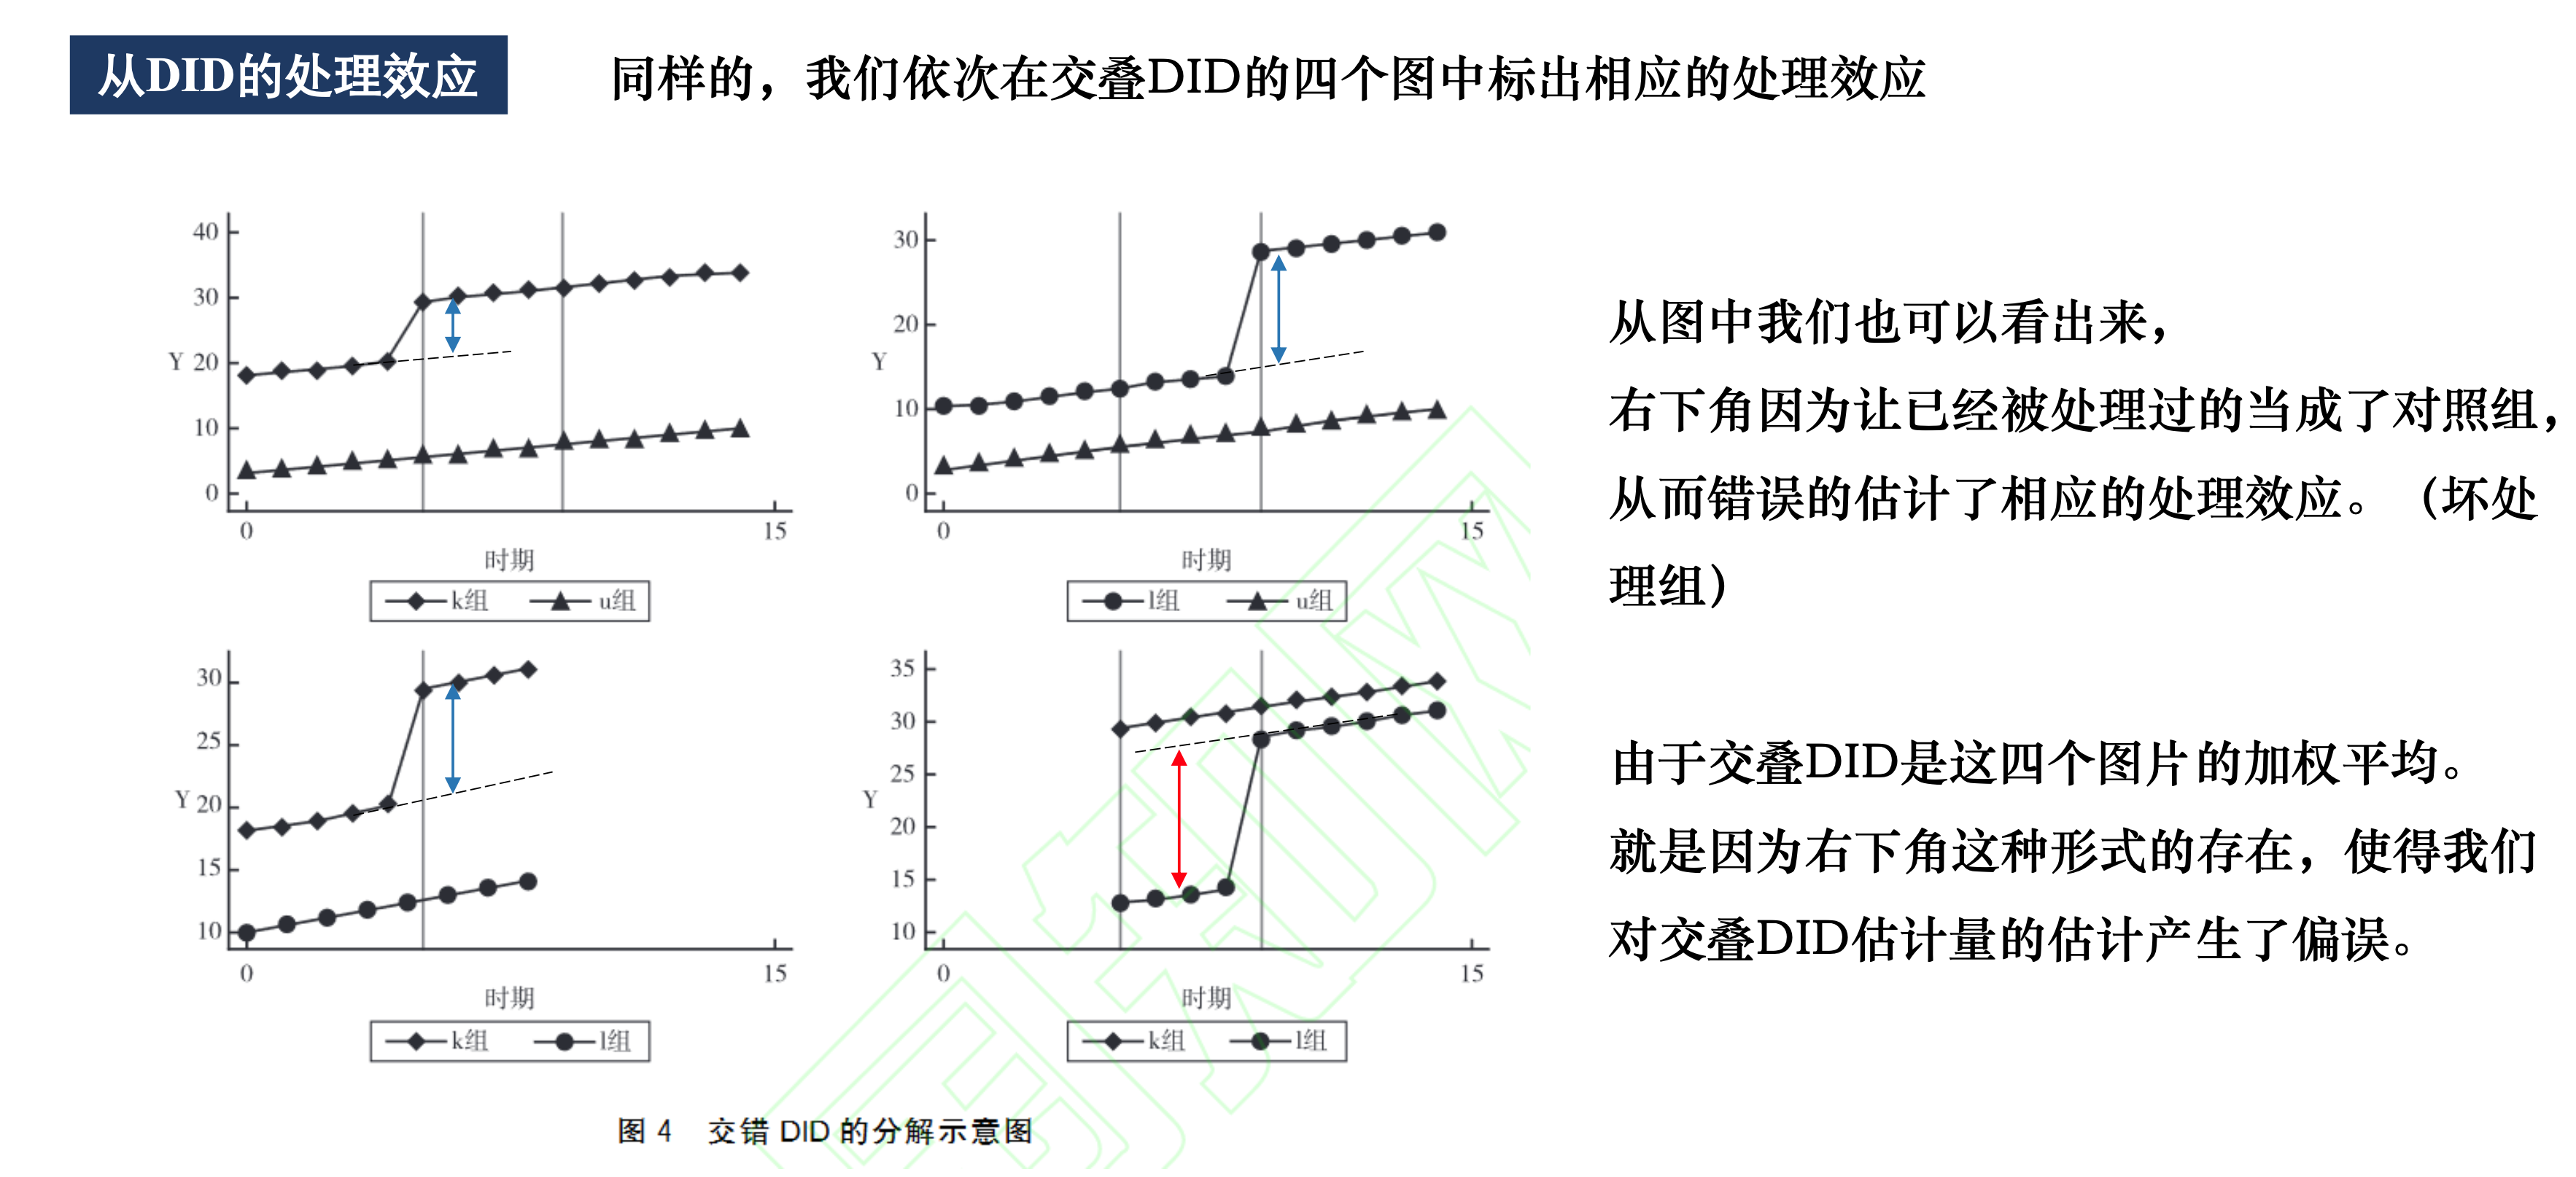 从DID的处理效应
同样的，我们依次在交叠DID的四个图中标出相应的处理效应
40
30
Y 20
10
0
0 15
时期
k组 u组
30
20
Y
10
0
0 15
时期
l组 u组
30
25
Y 20
15
10
0 15
时期
k组 l组
35
30
25
Y
20
15
10
0 15
时期
k组 l组
图 4 交错 DID 的分解示意图
从图中我们也可以看出来，
右下角因为让已经被处理过的当成了对照组，
从而错误的估计了相应的处理效应。（坏处
理组）
由于交叠DID是这四个图片的加权平均。
就是因为右下角这种形式的存在，使得我们
对交叠DID估计量的估计产生了偏误。